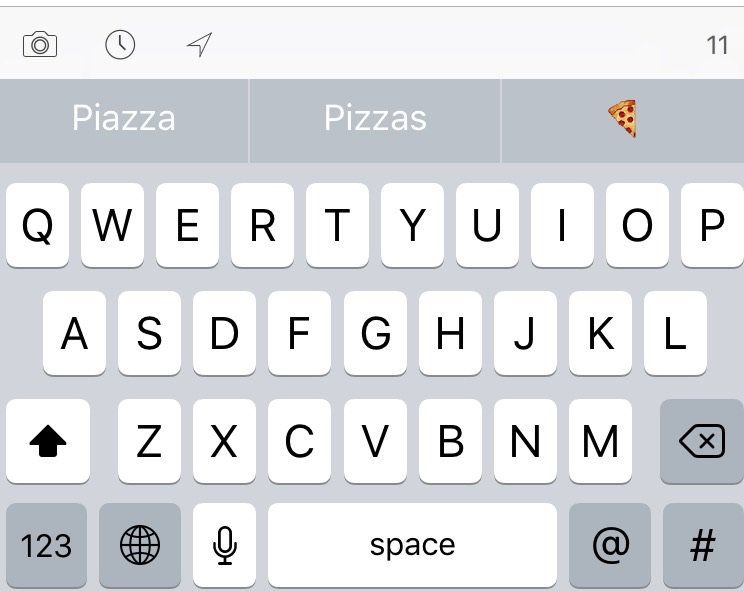 11
Piazza Pizzas 🍕
Q W E R T Y U I O P
A S D F G H J K L
Z X C V B N M
123 space @ #